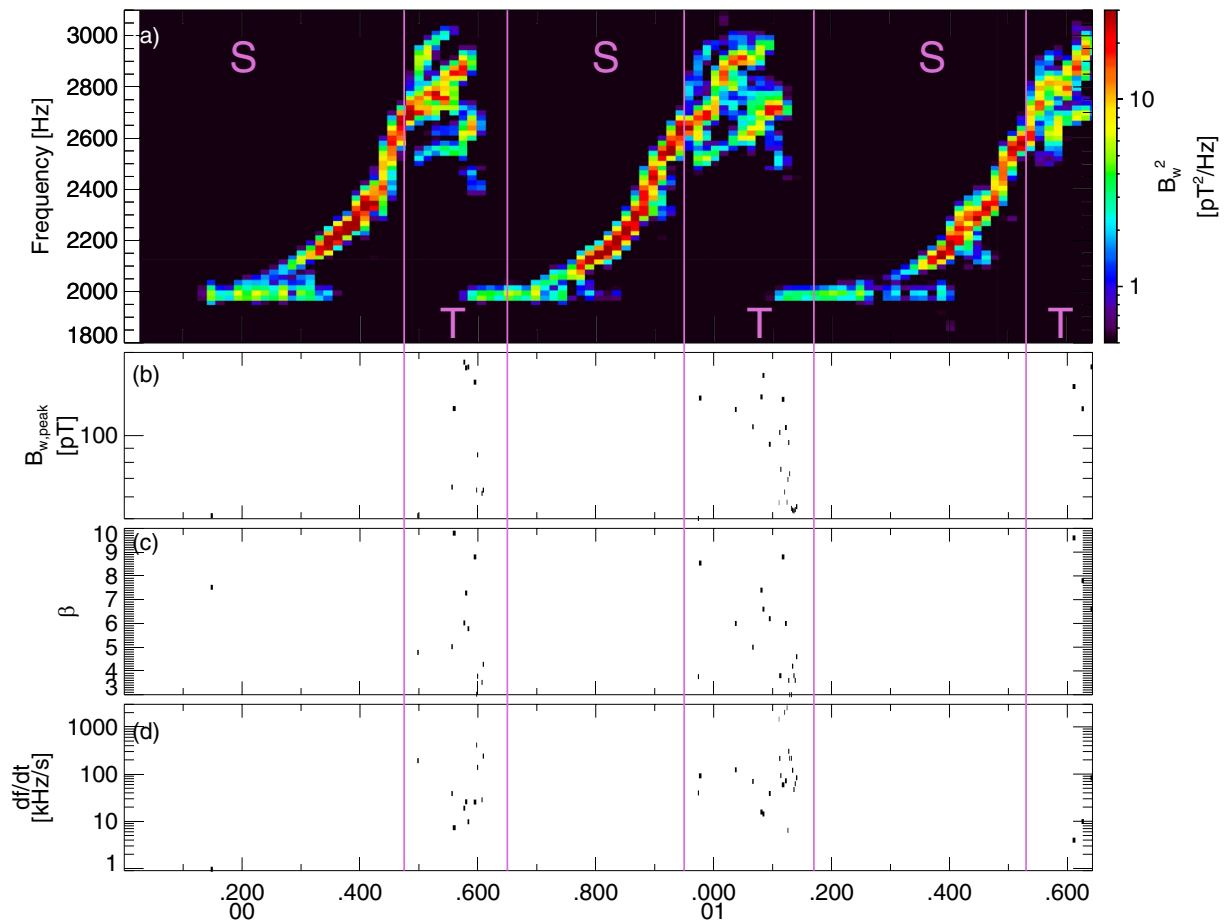 a)
S
S
S
T
T
T
3000
2800
2600
2400
2200
2000
1800
Frequency [Hz]
10
1
B_w^2
[pT^2/Hz]
(b)
100
B_w,peak
[pT]
(c)
10
9
8
7
6
5
4
3
β
(d)
1000
100
10
1
df/dt
[kHz/s]
.200 .400 .600 .800 .000 .200 .400 .600
00 01